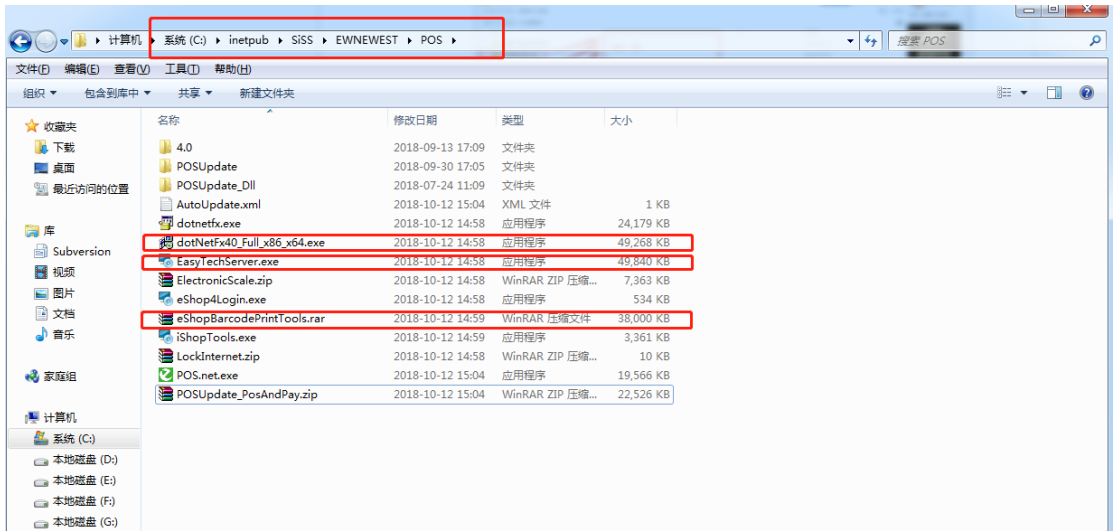 计算机 ▸ 系统 (C:) ▸ inetpub ▸ SiSS ▸ EWNEWEST ▸ POS ▸
搜索 POS
文件(F) 编辑(E) 查看(V) 工具(T) 帮助(H)
组织 包含到库中 共享 新建文件夹
收藏夹
下载
桌面
最近访问的位置
库
Subversion
视频
图片
文档
音乐
家庭组
计算机
系统 (C:)
本地磁盘 (D:)
本地磁盘 (E:)
本地磁盘 (F:)
本地磁盘 (G:)
名称 修改日期 类型 大小
4.0 2018-09-13 17:09 文件夹
POSUpdate 2018-09-30 17:05 文件夹
POSUpdate_Dll 2018-07-24 11:09 文件夹
AutoUpdate.xml 2018-10-12 15:04 XML 文件 1 KB
dotnetfx.exe 2018-10-12 14:58 应用程序 24,179 KB
dotNetFx40_Full_x86_x64.exe 2018-10-12 14:58 应用程序 49,268 KB
EasyTechServer.exe 2018-10-12 14:58 应用程序 49,840 KB
ElectronicScale.zip 2018-10-12 14:58 WinRAR ZIP 压缩... 7,363 KB
eShop4Login.exe 2018-10-12 14:58 应用程序 534 KB
eShopBarcodePrintTools.rar 2018-10-12 14:59 WinRAR 压缩文件 38,000 KB
iShopTools.exe 2018-10-12 14:59 应用程序 3,361 KB
LockInternet.zip 2018-10-12 14:58 WinRAR ZIP 压缩... 10 KB
POS.net.exe 2018-10-12 15:04 应用程序 19,566 KB
POSUpdate_PosAndPay.zip 2018-10-12 15:04 WinRAR ZIP 压缩... 22,526 KB